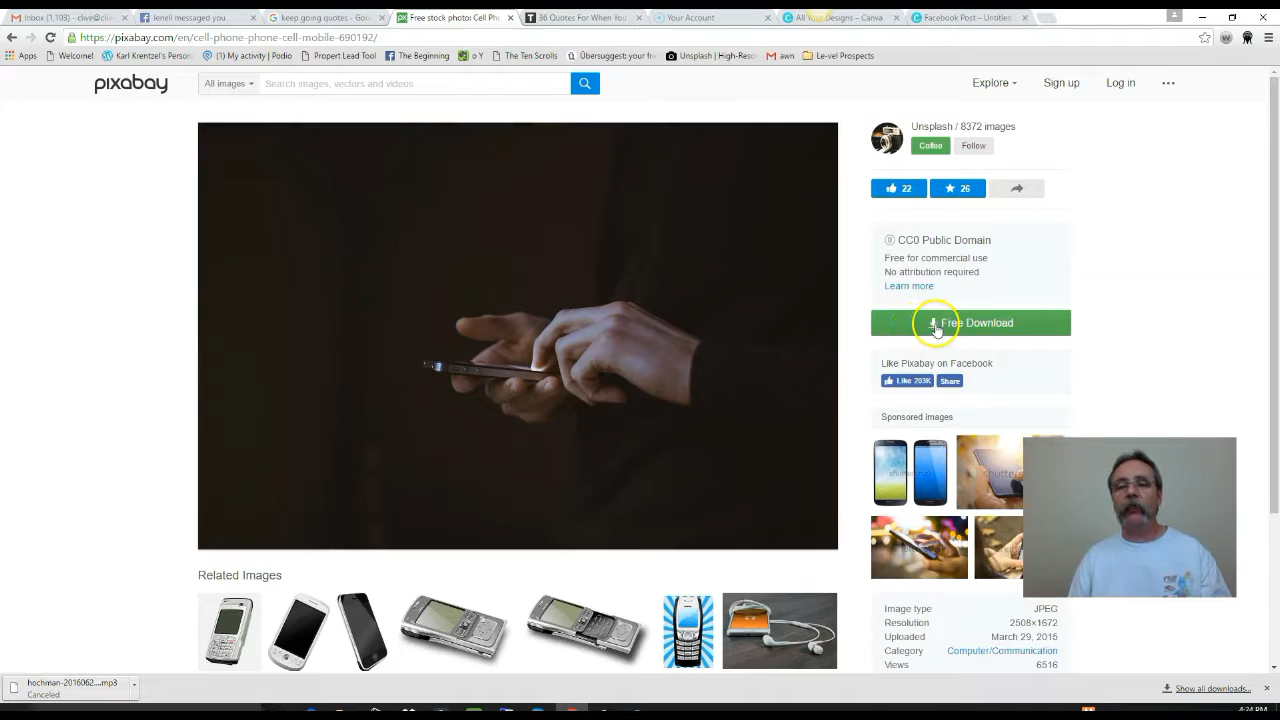 Inbox (1,103) - clive@
Jenell messaged you
keep going quotes - Goo
Free stock photo: Cell Ph
36 Quotes For When You
Your Account
All Your Designs – Canva
Facebook Post – Untitled
https://pixabay.com/en/cell-phone-phone-cell-mobile-690192/
Apps
Welcome!
Karl Krentzel's Profile
(1) My activity | Podio
Propert Lead Tool
The Beginning
o Y
The Ten Scrolls
Übersuggest: your fre
Unsplash | High-Reso
awn
Le-vel Prospects
pixabay
All images
Search images, vectors and videos
Explore
Sign up
Log in
Unsplash / 8372 images
Coffee
Follow
22
26
CC0 Public Domain
Free for commercial use
No attribution required
Learn more
Free Download
Like Pixabay on Facebook
Like 203K
Share
Sponsored images
Related Images
Image type JPEG
Resolution 2508×1672
Uploaded March 29, 2015
Category Computer/Communication
Views 6516
hochman-2016062....mp3
Canceled
Show all downloads...
4:24 PM